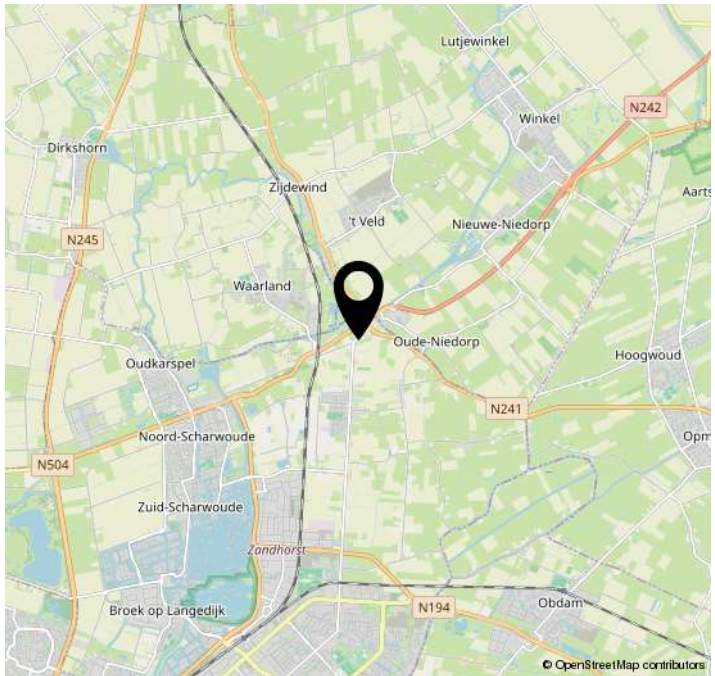 Lutjewinkel
N242
Winkel
Dirkshorn
Zijdewind
Aarts
't Veld
Nieuwe-Niedorp
N245
Waarland
Oude-Niedorp
Hoogwoud
Oudkarspel
N241
Noord-Scharwoude
Opm
N504
Zuid-Scharwoude
Zandhorst
Broek op Langedijk
N194
Obdam
© OpenStreetMap contributors